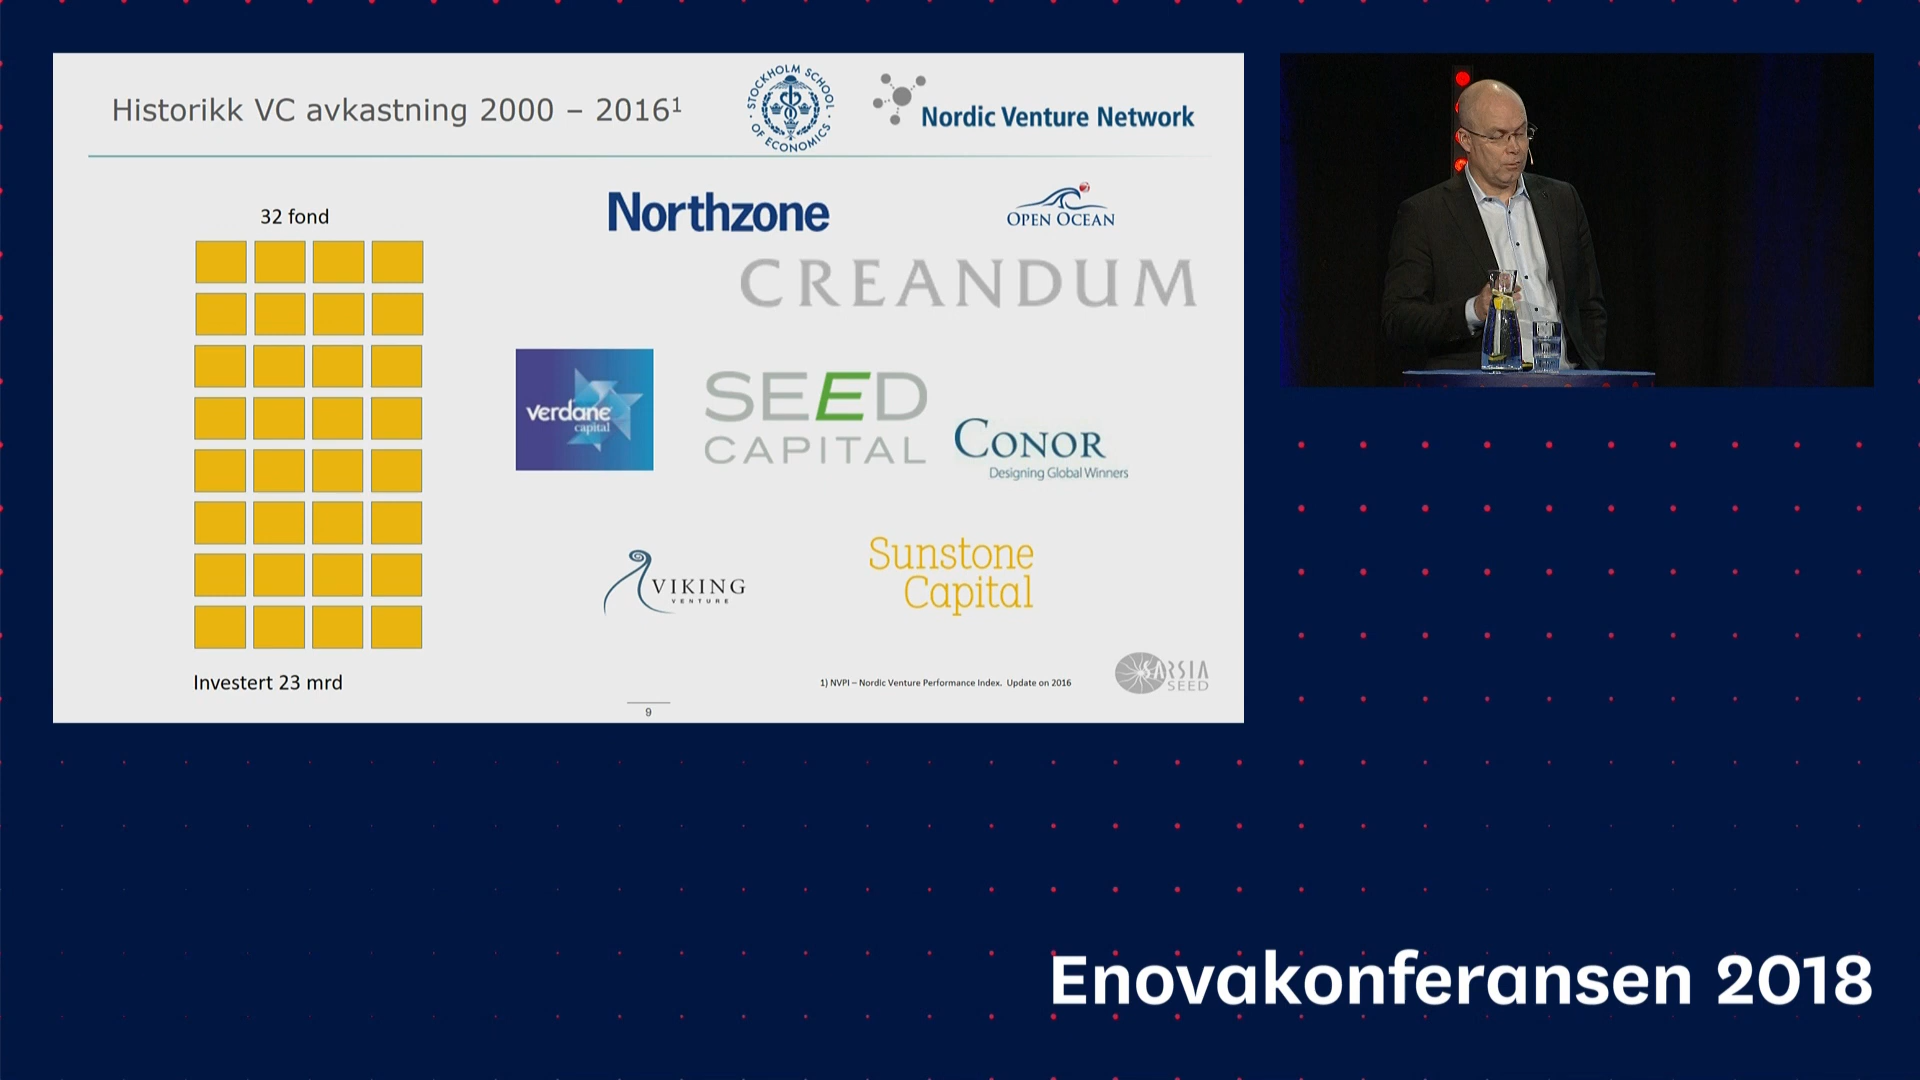 Historikk VC avkastning 2000 – 2016¹
STOCKHOLM SCHOOL OF ECONOMICS
Nordic Venture Network
32 fond
Northzone
OPEN OCEAN
CREANDUM
verdane
capital
SEED
CAPITAL
CONOR
Designing Global Winners
VIKING
VENTURE
Sunstone
Capital
Investert 23 mrd
1) NVPI – Nordic Venture Performance Index. Update on 2016
SARSIA
SEED
9
Enovakonferansen 2018